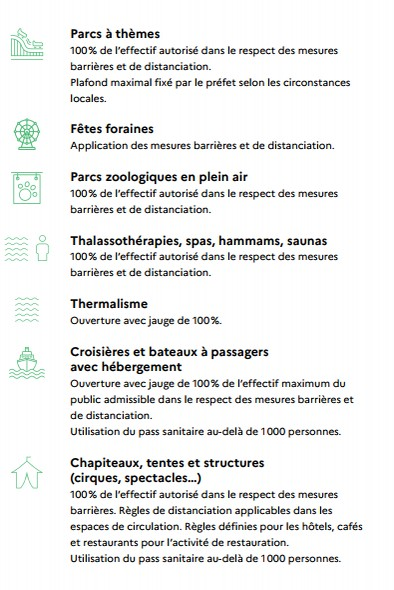 Parcs à thèmes
100% de l'effectif autorisé dans le respect des mesures
barrières et de distanciation.
Plafond maximal fixé par le préfet selon les circonstances
locales.
Fêtes foraines
Application des mesures barrières et de distanciation.
Parcs zoologiques en plein air
100% de l'effectif autorisé dans le respect des mesures
barrières et de distanciation.
Thalassothérapies, spas, hammams, saunas
100% de l'effectif autorisé dans le respect des mesures
barrières et de distanciation.
Thermalisme
Ouverture avec jauge de 100%.
Croisières et bateaux à passagers
avec hébergement
Ouverture avec jauge de 100% de l'effectif maximum du
public admissible dans le respect des mesures barrières et
de distanciation.
Utilisation du pass sanitaire au-delà de 1000 personnes.
Chapiteaux, tentes et structures
(cirques, spectacles...)
100% de l'effectif autorisé dans le respect des mesures
barrières. Règles de distanciation applicables dans les
espaces de circulation. Règles définies pour les hôtels, cafés
et restaurants pour l'activité de restauration.
Utilisation du pass sanitaire au-delà de 1000 personnes.